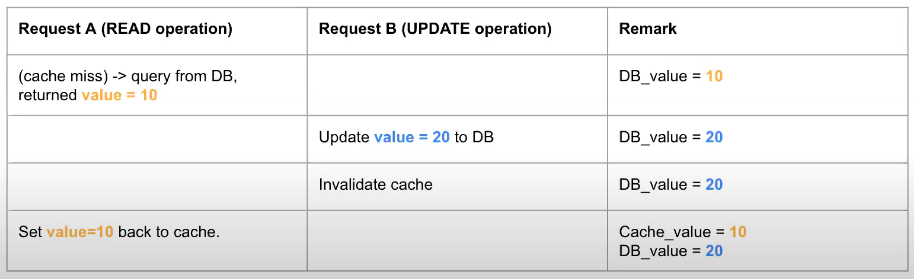 Request A (READ operation)
Request B (UPDATE operation)
Remark
(cache miss) -> query from DB,
returned value = 10
DB_value = 10
Update value = 20 to DB
DB_value = 20
Invalidate cache
DB_value = 20
Set value=10 back to cache.
Cache_value = 10
DB_value = 20